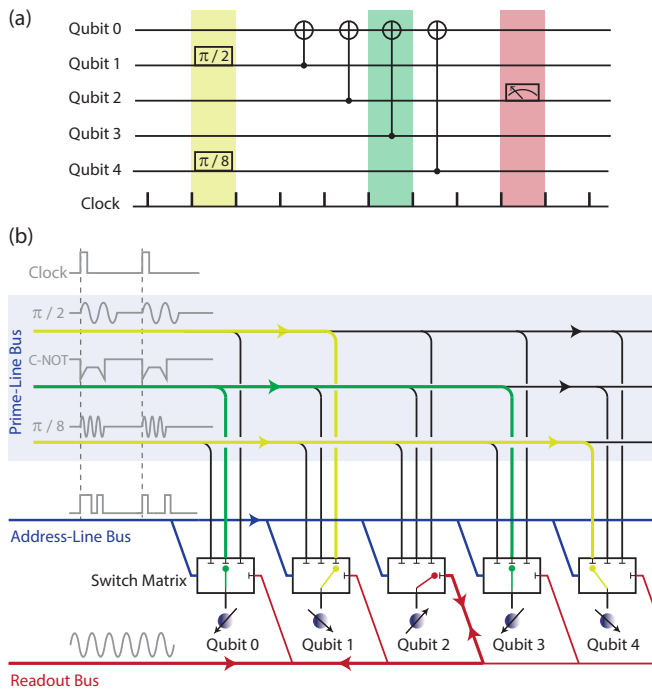 (a)
Qubit 0
Qubit 1
π / 2
Qubit 2
Qubit 3
Qubit 4
π / 8
Clock
(b)
Clock
π / 2
C-NOT
π / 8
Prime-Line Bus
Address-Line Bus
Switch Matrix
Qubit 0
Qubit 1
Qubit 2
Qubit 3
Qubit 4
Readout Bus